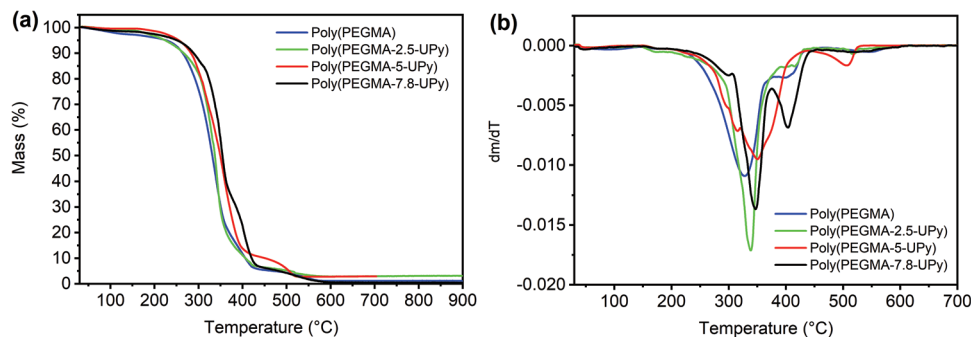 (a)
Poly(PEGMA)
Poly(PEGMA-2.5-UPy)
Poly(PEGMA-5-UPy)
Poly(PEGMA-7.8-UPy)
100
90
80
70
60
50
40
30
20
10
0
Mass (%)
100 200 300 400 500 600 700 800 900
Temperature (°C)
(b)
0.000
-0.005
-0.010
-0.015
-0.020
dm/dT
Poly(PEGMA)
Poly(PEGMA-2.5-UPy)
Poly(PEGMA-5-UPy)
Poly(PEGMA-7.8-UPy)
100 200 300 400 500 600 700
Temperature (°C)